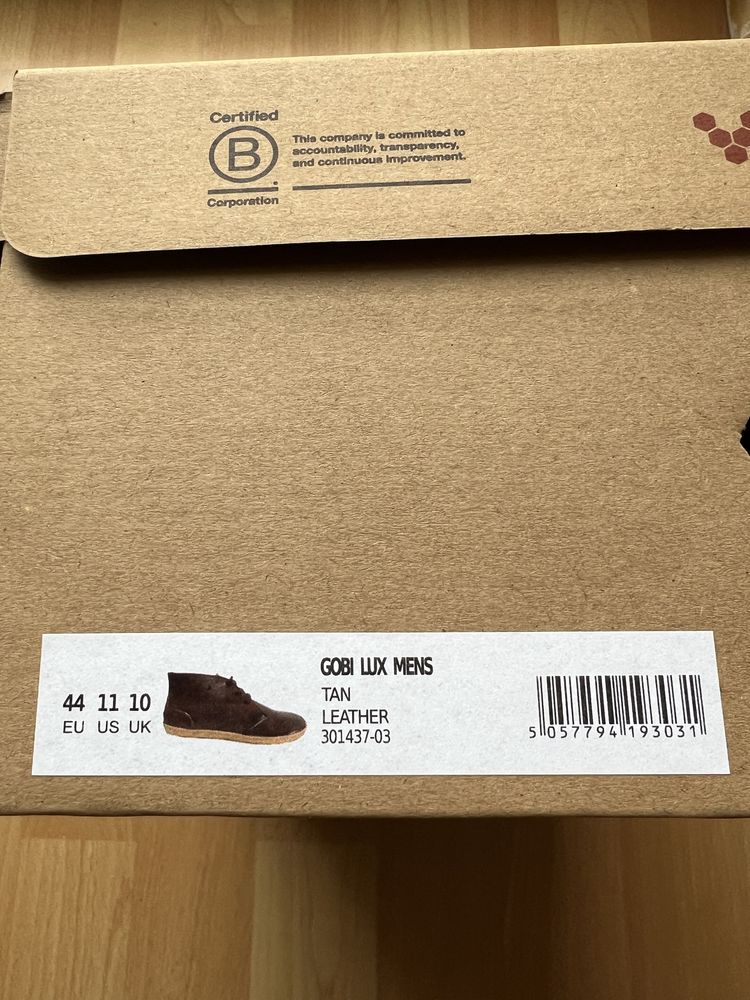 Certified
B
Corporation
This company is committed to
accountability, transparency,
and continuous improvement.
44 11 10
EU US UK
GOBI LUX MENS
TAN
LEATHER
301437-03
5 057794 193031